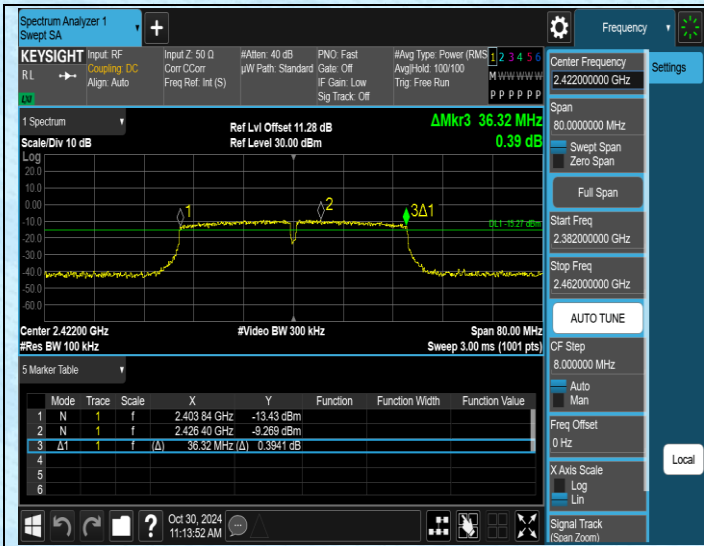 Spectrum Analyzer 1
Swept SA
Frequency
KEYSIGHT
RL
LXI
Input: RF
Coupling: DC
Align: Auto
Input Z: 50 Ω
Corr CCorr
Freq Ref: Int (S)
#Atten: 40 dB
µW Path: Standard
PNO: Fast
Gate: Off
IF Gain: Low
Sig Track: Off
#Avg Type: Power (RMS
Avg|Hold: 100/100
Trig: Free Run
1 2 3 4 5 6
M W W W W W
P P P P P P
1 Spectrum
Scale/Div 10 dB
Ref Lvl Offset 11.28 dB
Ref Level 30.00 dBm
ΔMkr3 36.32 MHz
0.39 dB
Log
20.0
10.0
0.00
-10.0
-20.0
-30.0
-40.0
-50.0
-60.0
1
2
3Δ1
DL1 -15.27 dBm
Center 2.42200 GHz
#Res BW 100 kHz
#Video BW 300 kHz
Span 80.00 MHz
Sweep 3.00 ms (1001 pts)
5 Marker Table
Mode Trace Scale X Y Function Function Width Function Value
1 N 1 f 2.403 84 GHz -13.43 dBm
2 N 1 f 2.426 40 GHz -9.269 dBm
3 Δ1 1 f (Δ) 36.32 MHz (Δ) 0.3941 dB
4
5
6
Oct 30, 2024
11:13:52 AM
Center Frequency
2.422000000 GHz
Span
80.0000000 MHz
Swept Span
Zero Span
Full Span
Start Freq
2.382000000 GHz
Stop Freq
2.462000000 GHz
AUTO TUNE
CF Step
8.000000 MHz
Auto
Man
Freq Offset
0 Hz
X Axis Scale
Log
Lin
Signal Track
(Span Zoom)
Settings
Local